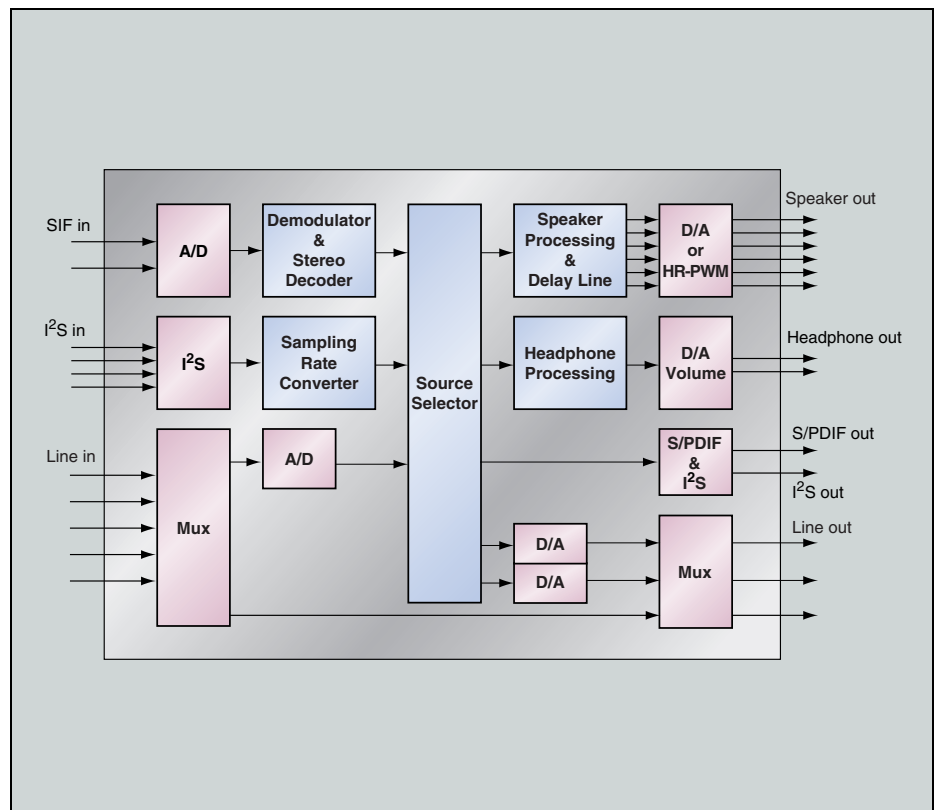 SIF in
A/D
Demodulator
&
Stereo
Decoder
Speaker
Processing
&
Delay Line
D/A
or
HR-PWM
Speaker out
I²S in
I²S
Sampling
Rate
Converter
Source
Selector
Headphone
Processing
D/A
Volume
Headphone out
Line in
Mux
A/D
S/PDIF
&
I²S
S/PDIF out
I²S out
D/A
D/A
Mux
Line out